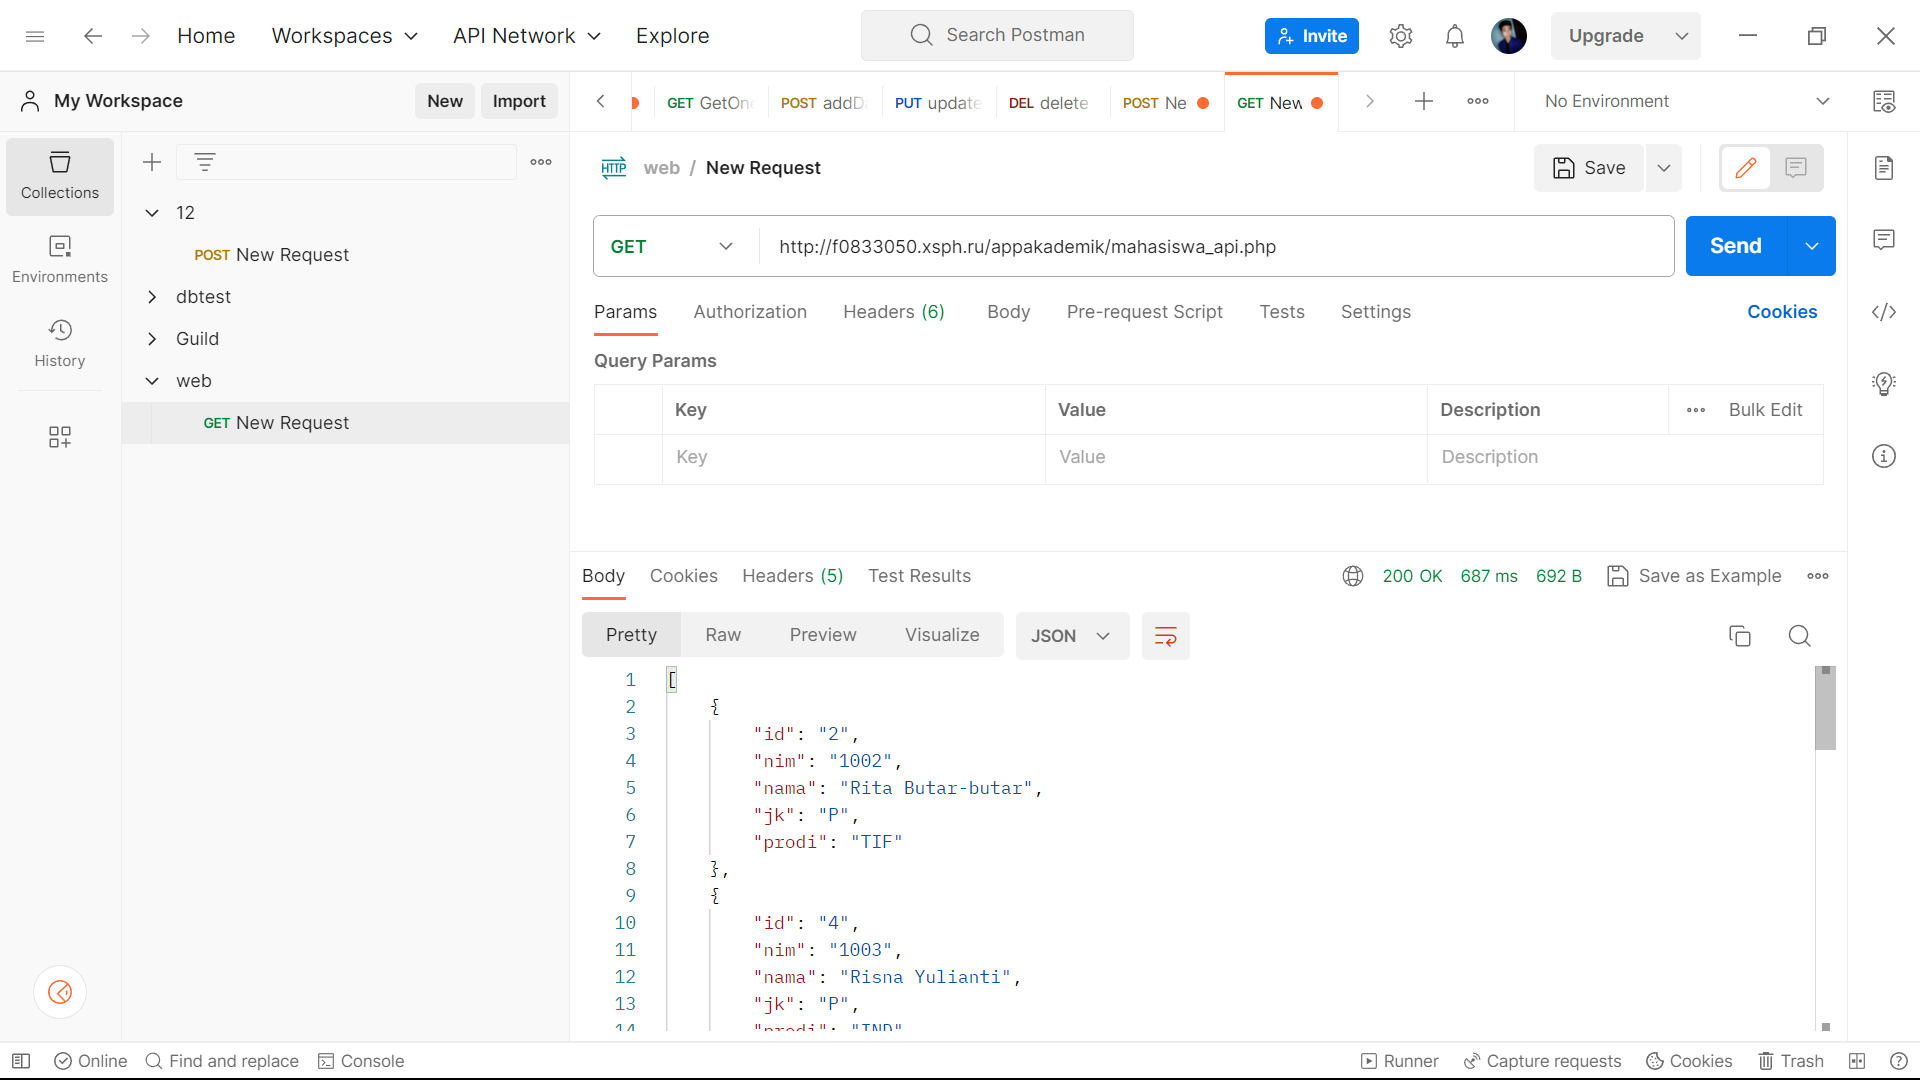 Home Workspaces API Network Explore Search Postman Invite Upgrade
My Workspace New Import
GET GetOn POST addD PUT update DEL delete POST Ne GET New No Environment
Collections
Environments
History
12
POST New Request
dbtest
Guild
web
GET New Request
HTTP web / New Request Save
GET http://f0833050.xsph.ru/appakademik/mahasiswa_api.php Send
Params Authorization Headers (6) Body Pre-request Script Tests Settings Cookies
Query Params
Key Value Description Bulk Edit
Key Value Description
Body Cookies Headers (5) Test Results 200 OK 687 ms 692 B Save as Example
Pretty Raw Preview Visualize JSON
1 [
2 {
3 "id": "2",
4 "nim": "1002",
5 "nama": "Rita Butar-butar",
6 "jk": "P",
7 "prodi": "TIF"
8 },
9 {
10 "id": "4",
11 "nim": "1003",
12 "nama": "Risna Yulianti",
13 "jk": "P",
14 "prodi": "IND"
Online Find and replace Console Runner Capture requests Cookies Trash